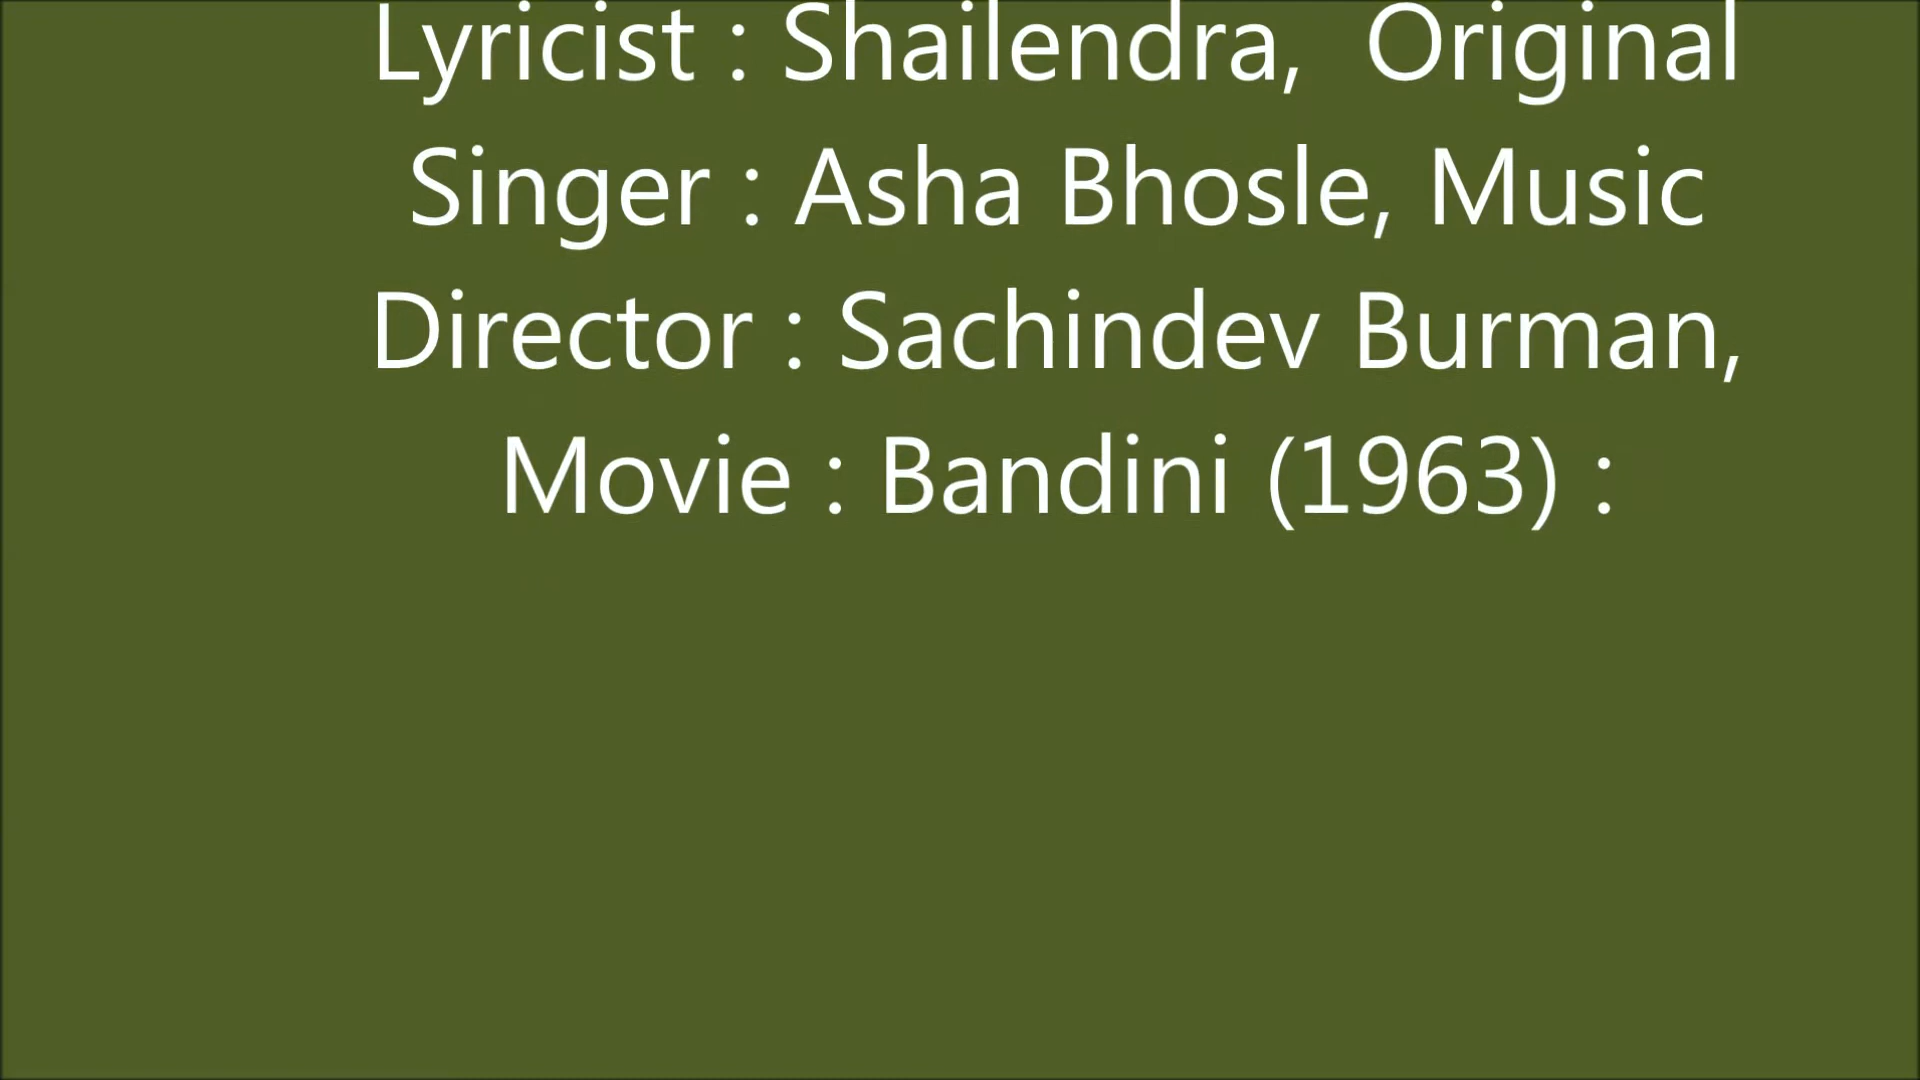 Lyricist : Shailendra,  Original
Singer : Asha Bhosle, Music
Director : Sachindev Burman,
Movie : Bandini (1963) :